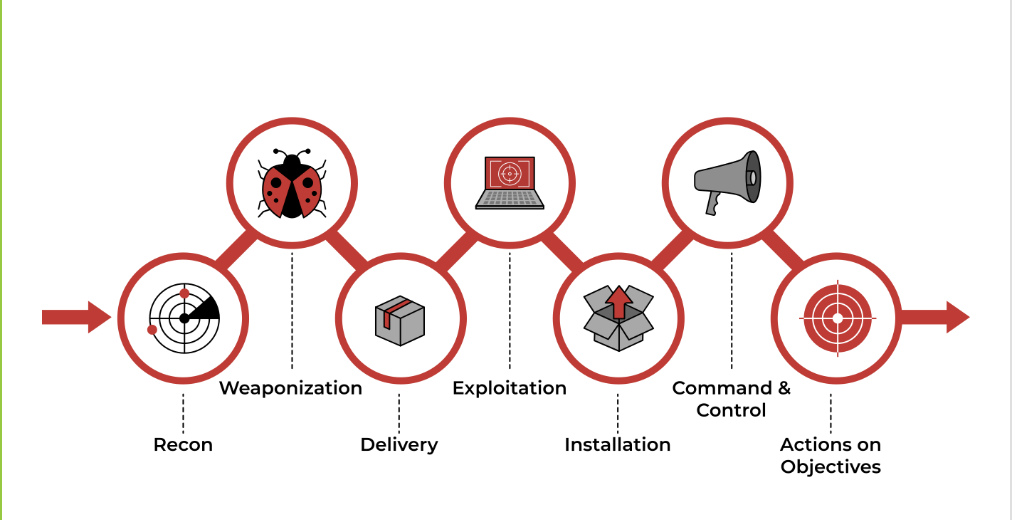 Weaponization
Exploitation
Command &
Control
Recon
Delivery
Installation
Actions on
Objectives